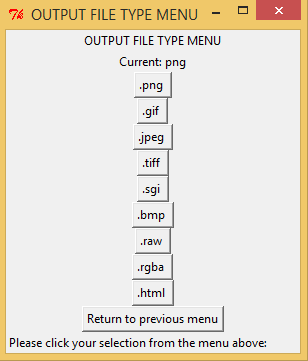 OUTPUT FILE TYPE MENU
OUTPUT FILE TYPE MENU
Current: png
.png
.gif
.jpeg
.tiff
.sgi
.bmp
.raw
.rgba
.html
Return to previous menu
Please click your selection from the menu above: